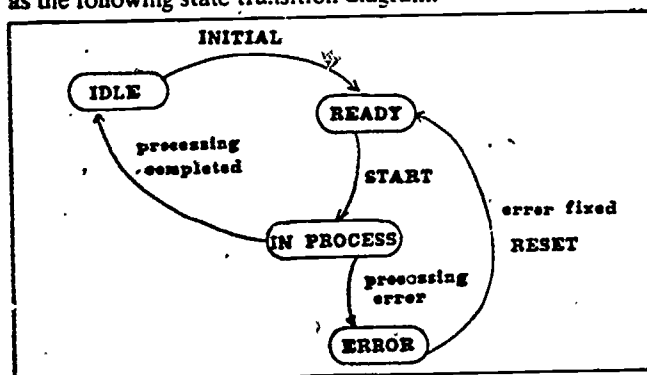 as the following state transition diagram.
INITIAL
IDLE
READY
processing
completed
START
error fixed
RESET
IN PROCESS
processing
error
ERROR